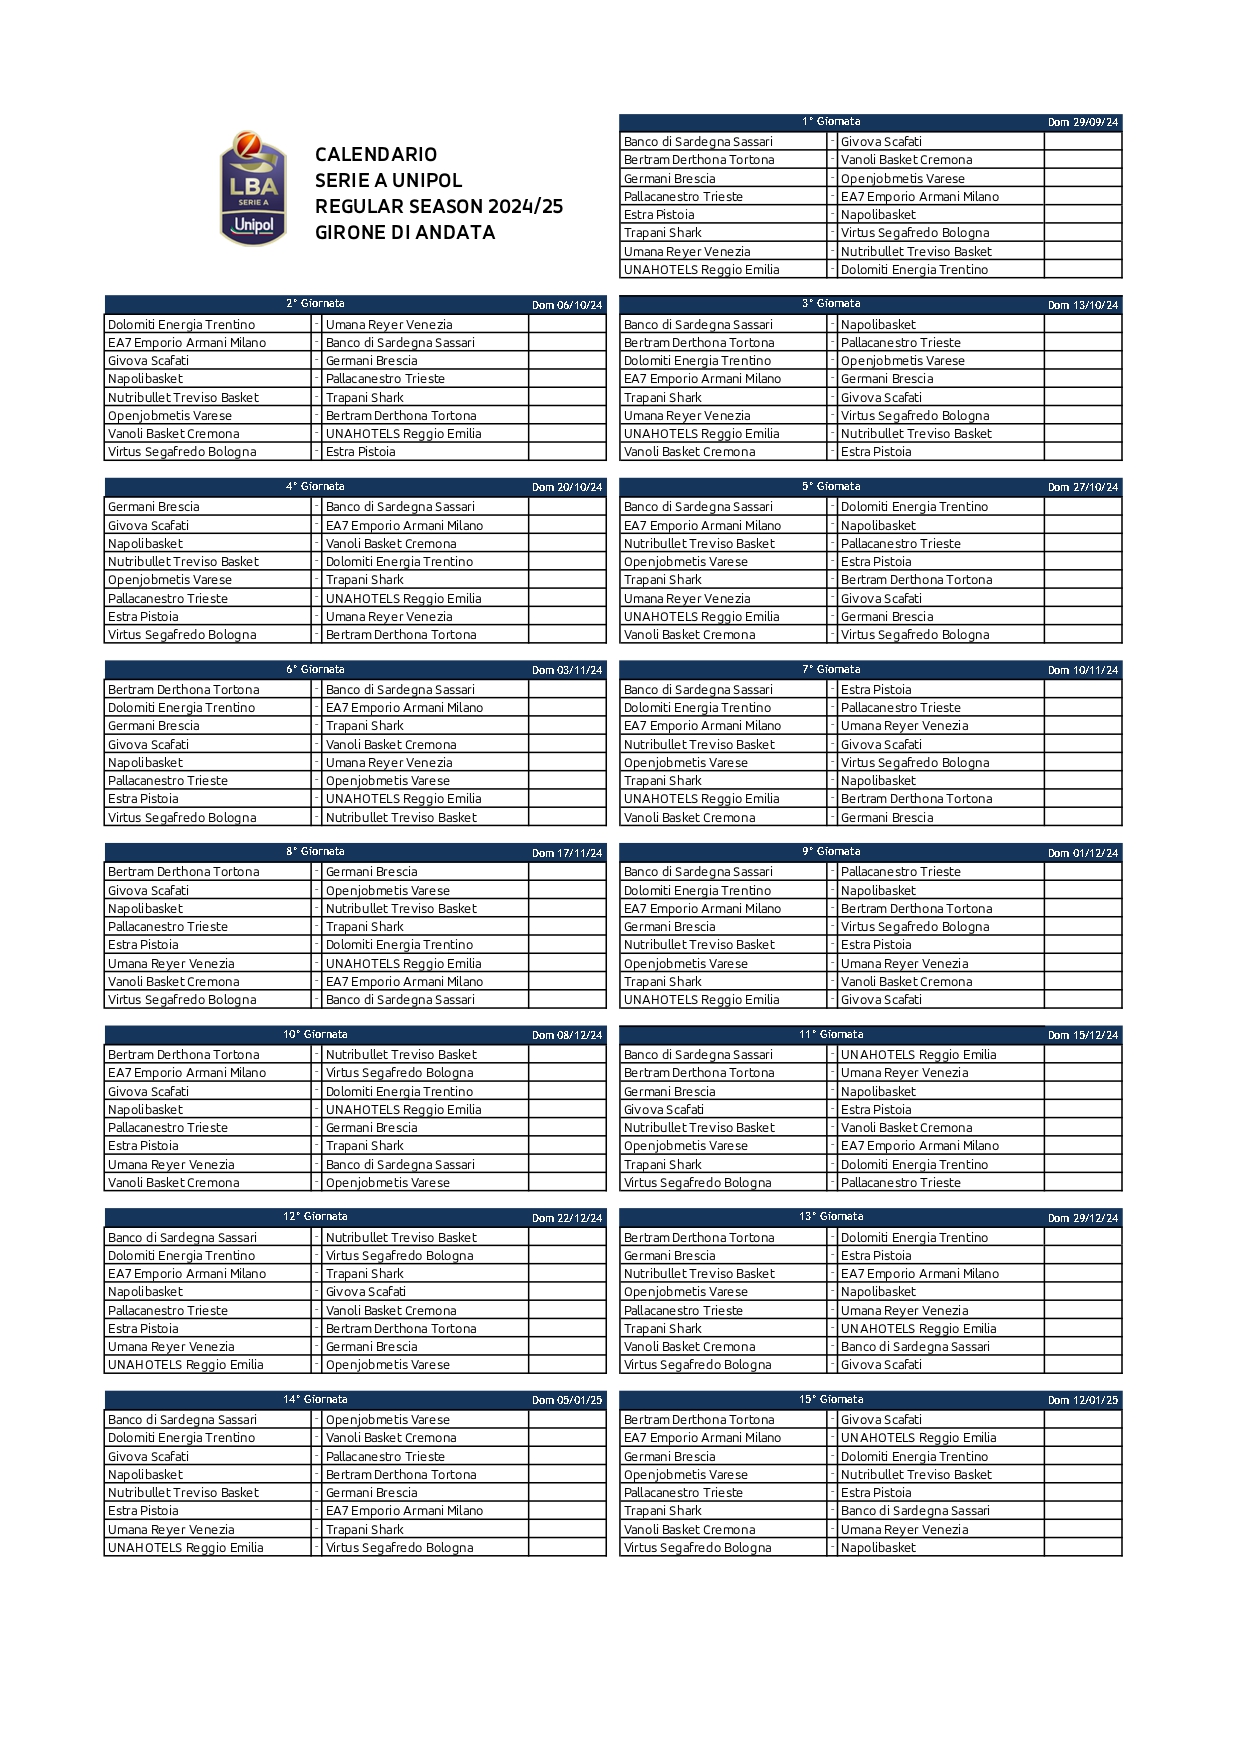 LBA
SERIE A
Unipol
CALENDARIO
SERIE A UNIPOL
REGULAR SEASON 2024/25
GIRONE DI ANDATA
1° Giornata Dom 29/09/24
Banco di Sardegna Sassari - Givova Scafati
Bertram Derthona Tortona - Vanoli Basket Cremona
Germani Brescia - Openjobmetis Varese
Pallacanestro Trieste - EA7 Emporio Armani Milano
Estra Pistoia - Napolibasket
Trapani Shark - Virtus Segafredo Bologna
Umana Reyer Venezia - Nutribullet Treviso Basket
UNAHOTELS Reggio Emilia - Dolomiti Energia Trentino
2° Giornata Dom 06/10/24
Dolomiti Energia Trentino - Umana Reyer Venezia
EA7 Emporio Armani Milano - Banco di Sardegna Sassari
Givova Scafati - Germani Brescia
Napolibasket - Pallacanestro Trieste
Nutribullet Treviso Basket - Trapani Shark
Openjobmetis Varese - Bertram Derthona Tortona
Vanoli Basket Cremona - UNAHOTELS Reggio Emilia
Virtus Segafredo Bologna - Estra Pistoia
3° Giornata Dom 13/10/24
Banco di Sardegna Sassari - Napolibasket
Bertram Derthona Tortona - Pallacanestro Trieste
Dolomiti Energia Trentino - Openjobmetis Varese
EA7 Emporio Armani Milano - Germani Brescia
Trapani Shark - Givova Scafati
Umana Reyer Venezia - Virtus Segafredo Bologna
UNAHOTELS Reggio Emilia - Nutribullet Treviso Basket
Vanoli Basket Cremona - Estra Pistoia
4° Giornata Dom 20/10/24
Germani Brescia - Banco di Sardegna Sassari
Givova Scafati - EA7 Emporio Armani Milano
Napolibasket - Vanoli Basket Cremona
Nutribullet Treviso Basket - Dolomiti Energia Trentino
Openjobmetis Varese - Trapani Shark
Pallacanestro Trieste - UNAHOTELS Reggio Emilia
Estra Pistoia - Umana Reyer Venezia
Virtus Segafredo Bologna - Bertram Derthona Tortona
5° Giornata Dom 27/10/24
Banco di Sardegna Sassari - Dolomiti Energia Trentino
EA7 Emporio Armani Milano - Napolibasket
Nutribullet Treviso Basket - Pallacanestro Trieste
Openjobmetis Varese - Estra Pistoia
Trapani Shark - Bertram Derthona Tortona
Umana Reyer Venezia - Givova Scafati
UNAHOTELS Reggio Emilia - Germani Brescia
Vanoli Basket Cremona - Virtus Segafredo Bologna
6° Giornata Dom 03/11/24
Bertram Derthona Tortona - Banco di Sardegna Sassari
Dolomiti Energia Trentino - EA7 Emporio Armani Milano
Germani Brescia - Trapani Shark
Givova Scafati - Vanoli Basket Cremona
Napolibasket - Umana Reyer Venezia
Pallacanestro Trieste - Openjobmetis Varese
Estra Pistoia - UNAHOTELS Reggio Emilia
Virtus Segafredo Bologna - Nutribullet Treviso Basket
7° Giornata Dom 10/11/24
Banco di Sardegna Sassari - Estra Pistoia
Dolomiti Energia Trentino - Pallacanestro Trieste
EA7 Emporio Armani Milano - Umana Reyer Venezia
Nutribullet Treviso Basket - Givova Scafati
Openjobmetis Varese - Virtus Segafredo Bologna
Trapani Shark - Napolibasket
UNAHOTELS Reggio Emilia - Bertram Derthona Tortona
Vanoli Basket Cremona - Germani Brescia
8° Giornata Dom 17/11/24
Bertram Derthona Tortona - Germani Brescia
Givova Scafati - Openjobmetis Varese
Napolibasket - Nutribullet Treviso Basket
Pallacanestro Trieste - Trapani Shark
Estra Pistoia - Dolomiti Energia Trentino
Umana Reyer Venezia - UNAHOTELS Reggio Emilia
Vanoli Basket Cremona - EA7 Emporio Armani Milano
Virtus Segafredo Bologna - Banco di Sardegna Sassari
9° Giornata Dom 01/12/24
Banco di Sardegna Sassari - Pallacanestro Trieste
Dolomiti Energia Trentino - Napolibasket
EA7 Emporio Armani Milano - Bertram Derthona Tortona
Germani Brescia - Virtus Segafredo Bologna
Nutribullet Treviso Basket - Estra Pistoia
Openjobmetis Varese - Umana Reyer Venezia
Trapani Shark - Vanoli Basket Cremona
UNAHOTELS Reggio Emilia - Givova Scafati
10° Giornata Dom 08/12/24
Bertram Derthona Tortona - Nutribullet Treviso Basket
EA7 Emporio Armani Milano - Virtus Segafredo Bologna
Givova Scafati - Dolomiti Energia Trentino
Napolibasket - UNAHOTELS Reggio Emilia
Pallacanestro Trieste - Germani Brescia
Estra Pistoia - Trapani Shark
Umana Reyer Venezia - Banco di Sardegna Sassari
Vanoli Basket Cremona - Openjobmetis Varese
11° Giornata Dom 15/12/24
Banco di Sardegna Sassari - UNAHOTELS Reggio Emilia
Bertram Derthona Tortona - Umana Reyer Venezia
Germani Brescia - Napolibasket
Givova Scafati - Estra Pistoia
Nutribullet Treviso Basket - Vanoli Basket Cremona
Openjobmetis Varese - EA7 Emporio Armani Milano
Trapani Shark - Dolomiti Energia Trentino
Virtus Segafredo Bologna - Pallacanestro Trieste
12° Giornata Dom 22/12/24
Banco di Sardegna Sassari - Nutribullet Treviso Basket
Dolomiti Energia Trentino - Virtus Segafredo Bologna
EA7 Emporio Armani Milano - Trapani Shark
Napolibasket - Givova Scafati
Pallacanestro Trieste - Vanoli Basket Cremona
Estra Pistoia - Bertram Derthona Tortona
Umana Reyer Venezia - Germani Brescia
UNAHOTELS Reggio Emilia - Openjobmetis Varese
13° Giornata Dom 29/12/24
Bertram Derthona Tortona - Dolomiti Energia Trentino
Germani Brescia - Estra Pistoia
Nutribullet Treviso Basket - EA7 Emporio Armani Milano
Openjobmetis Varese - Napolibasket
Pallacanestro Trieste - Umana Reyer Venezia
Trapani Shark - UNAHOTELS Reggio Emilia
Vanoli Basket Cremona - Banco di Sardegna Sassari
Virtus Segafredo Bologna - Givova Scafati
14° Giornata Dom 05/01/25
Banco di Sardegna Sassari - Openjobmetis Varese
Dolomiti Energia Trentino - Vanoli Basket Cremona
Givova Scafati - Pallacanestro Trieste
Napolibasket - Bertram Derthona Tortona
Nutribullet Treviso Basket - Germani Brescia
Estra Pistoia - EA7 Emporio Armani Milano
Umana Reyer Venezia - Trapani Shark
UNAHOTELS Reggio Emilia - Virtus Segafredo Bologna
15° Giornata Dom 12/01/25
Bertram Derthona Tortona - Givova Scafati
EA7 Emporio Armani Milano - UNAHOTELS Reggio Emilia
Germani Brescia - Dolomiti Energia Trentino
Openjobmetis Varese - Nutribullet Treviso Basket
Pallacanestro Trieste - Estra Pistoia
Trapani Shark - Banco di Sardegna Sassari
Vanoli Basket Cremona - Umana Reyer Venezia
Virtus Segafredo Bologna - Napolibasket